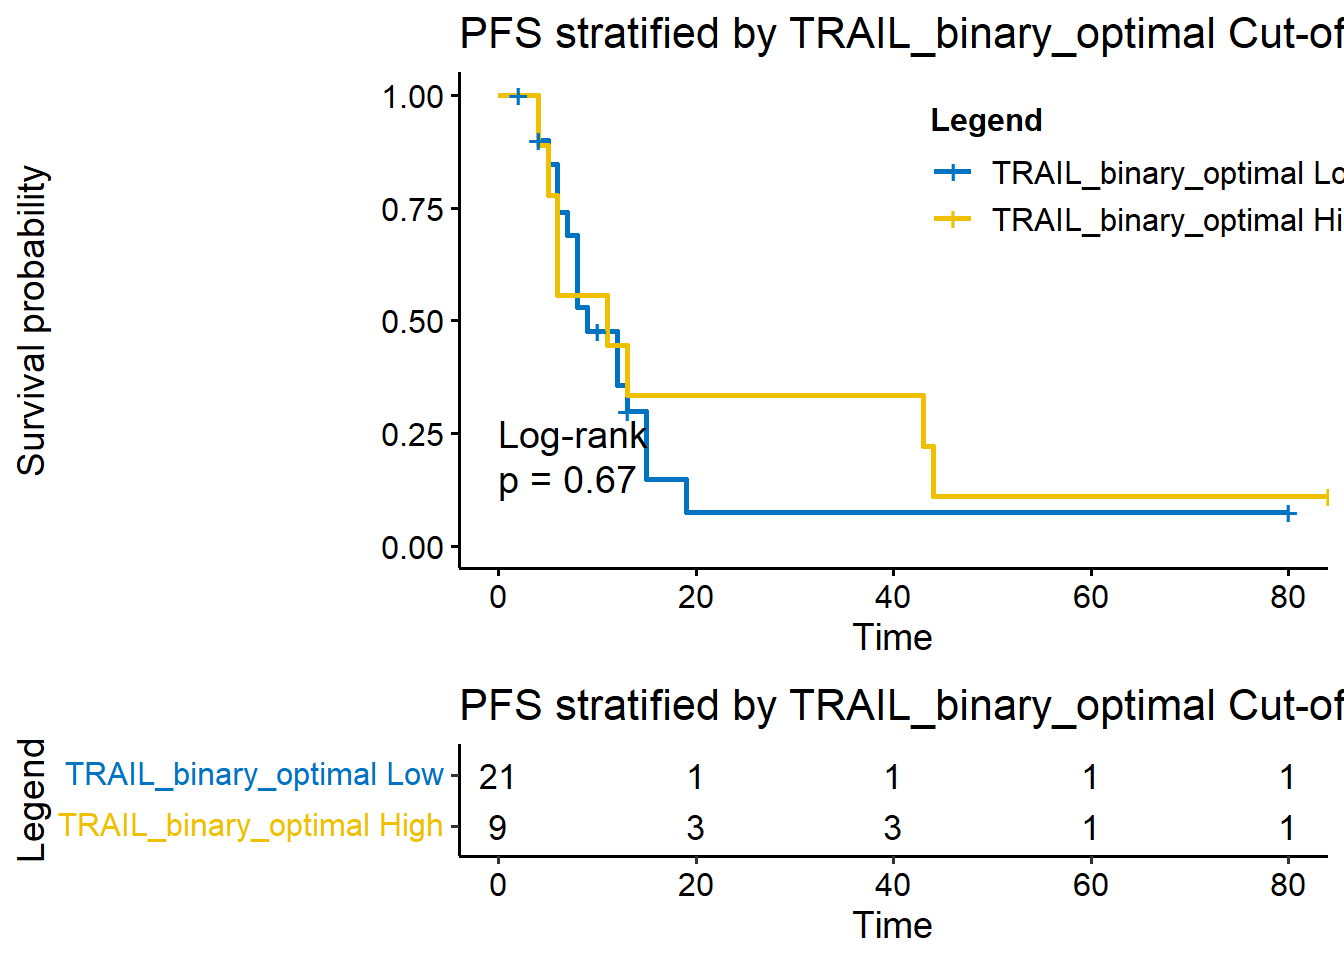 PFS stratified by TRAIL_binary_optimal Cut-of
Survival probability
1.00
0.75
0.50
0.25
0.00
Legend
TRAIL_binary_optimal Lo
TRAIL_binary_optimal Hi
Log-rank
p = 0.67
0 20 40 60 80
Time
PFS stratified by TRAIL_binary_optimal Cut-of
Legend
TRAIL_binary_optimal Low 21 1 1 1 1
TRAIL_binary_optimal High 9 3 3 1 1
0 20 40 60 80
Time